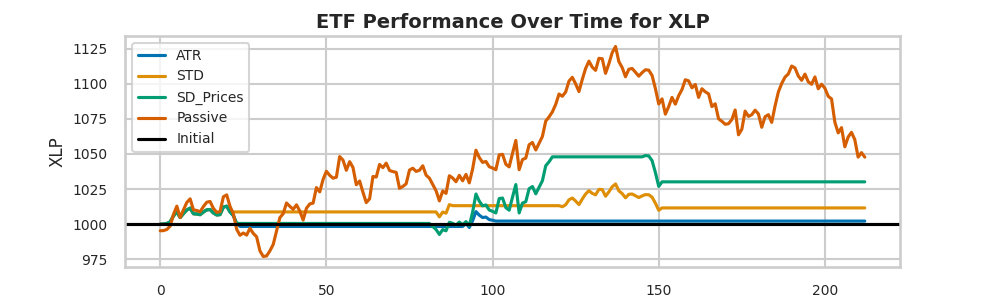 ETF Performance Over Time for XLP
XLP
1125
1100
1075
1050
1025
1000
975
ATR
STD
SD_Prices
Passive
Initial
0
50
100
150
200